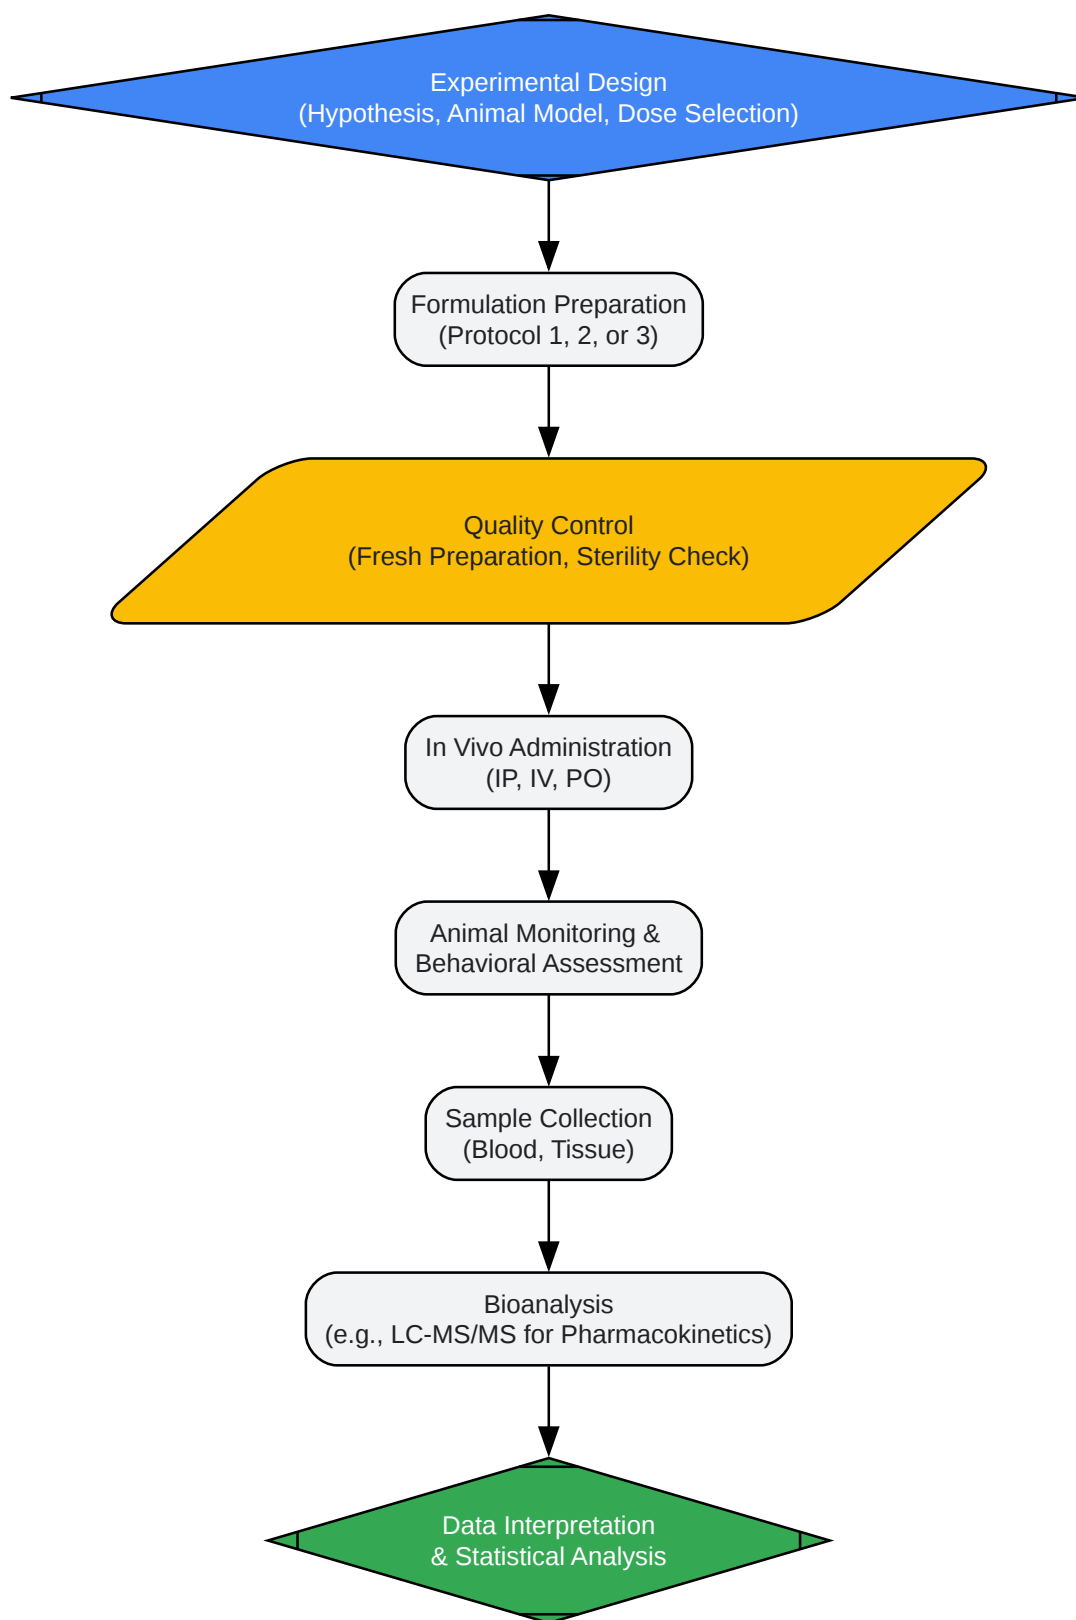 Experimental Design
(Hypothesis, Animal Model, Dose Selection)
Formulation Preparation
(Protocol 1, 2, or 3)
Quality Control
(Fresh Preparation, Sterility Check)
In Vivo Administration
(IP, IV, PO)
Animal Monitoring &
Behavioral Assessment
Sample Collection
(Blood, Tissue)
Bioanalysis
(e.g., LC-MS/MS for Pharmacokinetics)
Data Interpretation
& Statistical Analysis